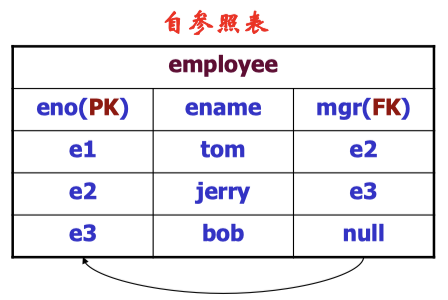 自参照表
employee
eno(PK) ename mgr(FK)
e1 tom e2
e2 jerry e3
e3 bob null